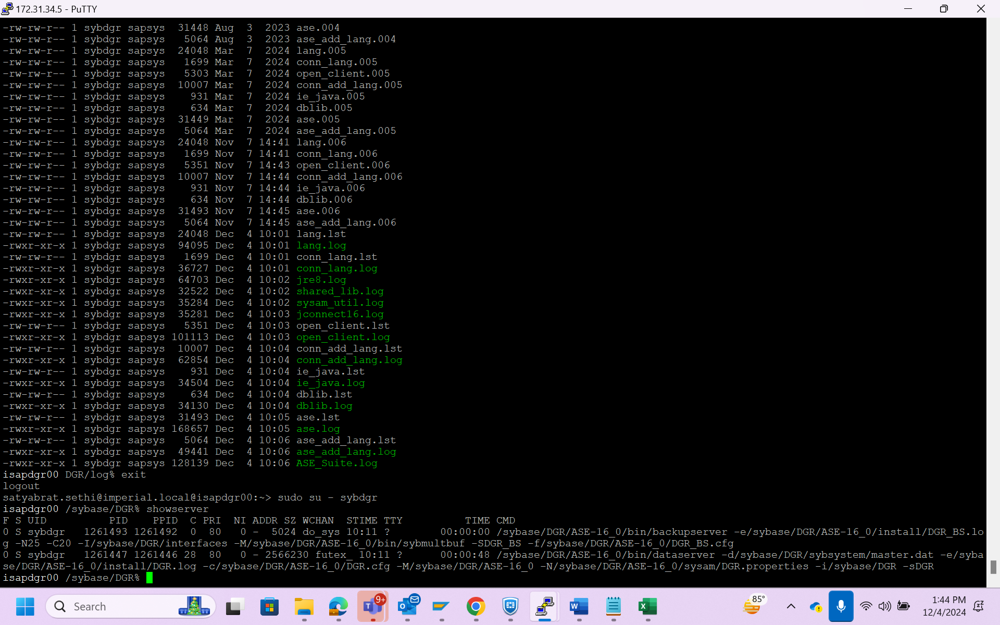 172.31.34.5 - PuTTY
-rw-rw-r-- 1 sybdgr sapsys  31448 Aug  3  2023 ase.004
-rw-rw-r-- 1 sybdgr sapsys   5064 Aug  3  2023 ase_add_lang.004
-rw-rw-r-- 1 sybdgr sapsys  24048 Mar  7  2024 lang.005
-rw-rw-r-- 1 sybdgr sapsys   1699 Mar  7  2024 conn_lang.005
-rw-rw-r-- 1 sybdgr sapsys   5303 Mar  7  2024 open_client.005
-rw-rw-r-- 1 sybdgr sapsys  10007 Mar  7  2024 conn_add_lang.005
-rw-rw-r-- 1 sybdgr sapsys    931 Mar  7  2024 ie_java.005
-rw-rw-r-- 1 sybdgr sapsys    634 Mar  7  2024 dblib.005
-rw-rw-r-- 1 sybdgr sapsys  31449 Mar  7  2024 ase.005
-rw-rw-r-- 1 sybdgr sapsys   5064 Mar  7  2024 ase_add_lang.005
-rw-rw-r-- 1 sybdgr sapsys  24048 Nov  7 14:41 lang.006
-rw-rw-r-- 1 sybdgr sapsys   1699 Nov  7 14:41 conn_lang.006
-rw-rw-r-- 1 sybdgr sapsys   5351 Nov  7 14:43 open_client.006
-rw-rw-r-- 1 sybdgr sapsys  10007 Nov  7 14:44 conn_add_lang.006
-rw-rw-r-- 1 sybdgr sapsys    931 Nov  7 14:44 ie_java.006
-rw-rw-r-- 1 sybdgr sapsys    634 Nov  7 14:44 dblib.006
-rw-rw-r-- 1 sybdgr sapsys  31493 Nov  7 14:45 ase.006
-rw-rw-r-- 1 sybdgr sapsys   5064 Nov  7 14:45 ase_add_lang.006
-rw-rw-r-- 1 sybdgr sapsys  24048 Dec  4 10:01 lang.lst
-rwxr-xr-x 1 sybdgr sapsys  94095 Dec  4 10:01 lang.log
-rw-rw-r-- 1 sybdgr sapsys   1699 Dec  4 10:01 conn_lang.lst
-rwxr-xr-x 1 sybdgr sapsys  36727 Dec  4 10:01 conn_lang.log
-rwxr-xr-x 1 sybdgr sapsys  64703 Dec  4 10:02 jre8.log
-rwxr-xr-x 1 sybdgr sapsys  32522 Dec  4 10:02 shared_lib.log
-rwxr-xr-x 1 sybdgr sapsys  35284 Dec  4 10:02 sysam_util.log
-rwxr-xr-x 1 sybdgr sapsys  35281 Dec  4 10:03 jconnect16.log
-rw-rw-r-- 1 sybdgr sapsys   5351 Dec  4 10:03 open_client.lst
-rwxr-xr-x 1 sybdgr sapsys 101113 Dec  4 10:03 open_client.log
-rw-rw-r-- 1 sybdgr sapsys  10007 Dec  4 10:04 conn_add_lang.lst
-rwxr-xr-x 1 sybdgr sapsys  62854 Dec  4 10:04 conn_add_lang.log
-rw-rw-r-- 1 sybdgr sapsys    931 Dec  4 10:04 ie_java.lst
-rwxr-xr-x 1 sybdgr sapsys  34504 Dec  4 10:04 ie_java.log
-rw-rw-r-- 1 sybdgr sapsys    634 Dec  4 10:04 dblib.lst
-rwxr-xr-x 1 sybdgr sapsys  34130 Dec  4 10:04 dblib.log
-rw-rw-r-- 1 sybdgr sapsys  31493 Dec  4 10:05 ase.lst
-rwxr-xr-x 1 sybdgr sapsys 168657 Dec  4 10:05 ase.log
-rw-rw-r-- 1 sybdgr sapsys   5064 Dec  4 10:06 ase_add_lang.lst
-rwxr-xr-x 1 sybdgr sapsys  49441 Dec  4 10:06 ase_add_lang.log
-rwxr-xr-x 1 sybdgr sapsys 128139 Dec  4 10:06 ASE_Suite.log
isapdgr00 DGR/log% exit
logout
satyabrat.sethi@imperial.local@isapdgr00:~> sudo su - sybdgr
isapdgr00 /sybase/DGR% showserver
F S UID          PID    PPID  C PRI  NI ADDR SZ WCHAN  STIME TTY          TIME CMD
0 S sybdgr   1261493 1261492  0  80   0 -  5024 do_sys 10:11 ?        00:00:00 /sybase/DGR/ASE-16_0/bin/backupserver -e/sybase/DGR/ASE-16_0/install/DGR_BS.lo
g -N25 -C20 -I/sybase/DGR/interfaces -M/sybase/DGR/ASE-16_0/bin/sybmultbuf -SDGR_BS -f/sybase/DGR/ASE-16_0/DGR_BS.cfg
0 S sybdgr   1261447 1261446 28  80   0 - 2566230 futex_ 10:11 ?      00:00:48 /sybase/DGR/ASE-16_0/bin/dataserver -d/sybase/DGR/sybsystem/master.dat -e/syba
se/DGR/ASE-16_0/install/DGR.log -c/sybase/DGR/ASE-16_0/DGR.cfg -M/sybase/DGR/ASE-16_0 -N/sybase/DGR/ASE-16_0/sysam/DGR.properties -i/sybase/DGR -sDGR
isapdgr00 /sybase/DGR%
Search
9+
85°
1:44 PM
12/4/2024